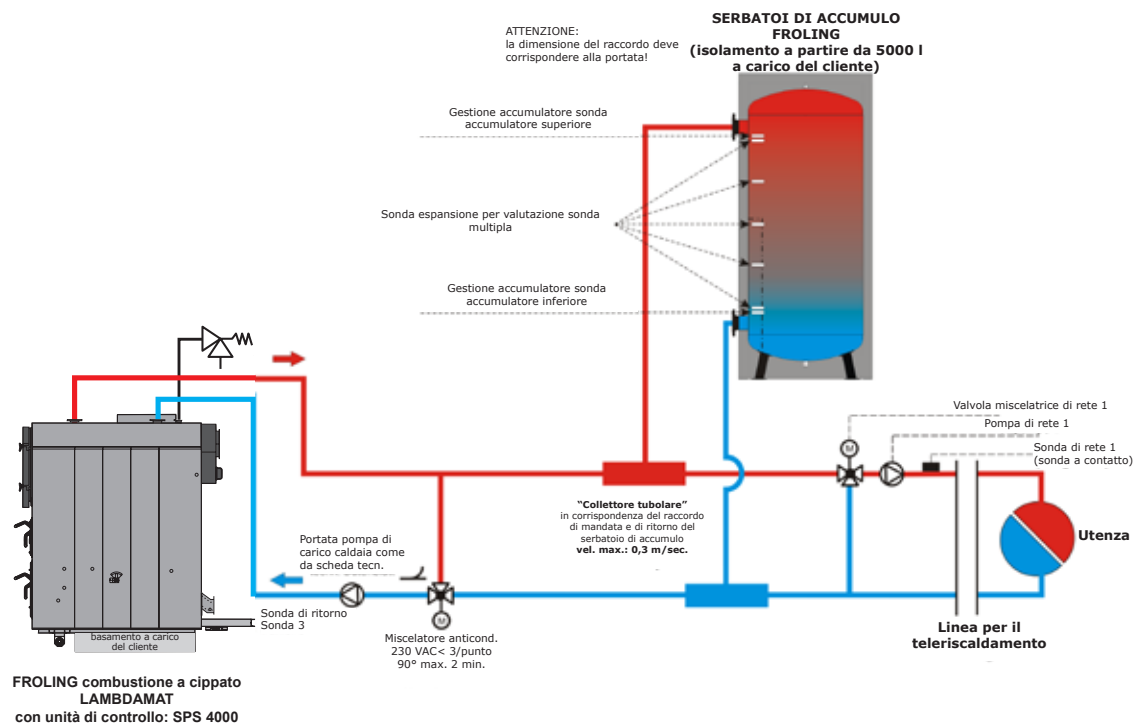 SERBATOI DI ACCUMULO
FROLING
(isolamento a partire da 5000 l
a carico del cliente)
ATTENZIONE:
la dimensione del raccordo deve
corrispondere alla portata!
Gestione accumulatore sonda
accumulatore superiore
Sonda espansione per valutazione sonda
multipla
Gestione accumulatore sonda
accumulatore inferiore
Valvola miscelatrice di rete 1
Pompa di rete 1
Sonda di rete 1
(sonda a contatto)
M
"Collettore tubolare"
in corrispondenza del raccordo
di mandata e di ritorno del
serbatoio di accumulo
vel. max.: 0,3 m/sec.
Utenza
Portata pompa di
carico caldaia come
da scheda tecn.
Sonda di ritorno
Sonda 3
M
Miscelatore anticond.
230 VAC< 3/punto
90° max. 2 min.
Linea per il
teleriscaldamento
basamento a carico
del cliente
FROLING combustione a cippato
LAMBDAMAT
con unità di controllo: SPS 4000